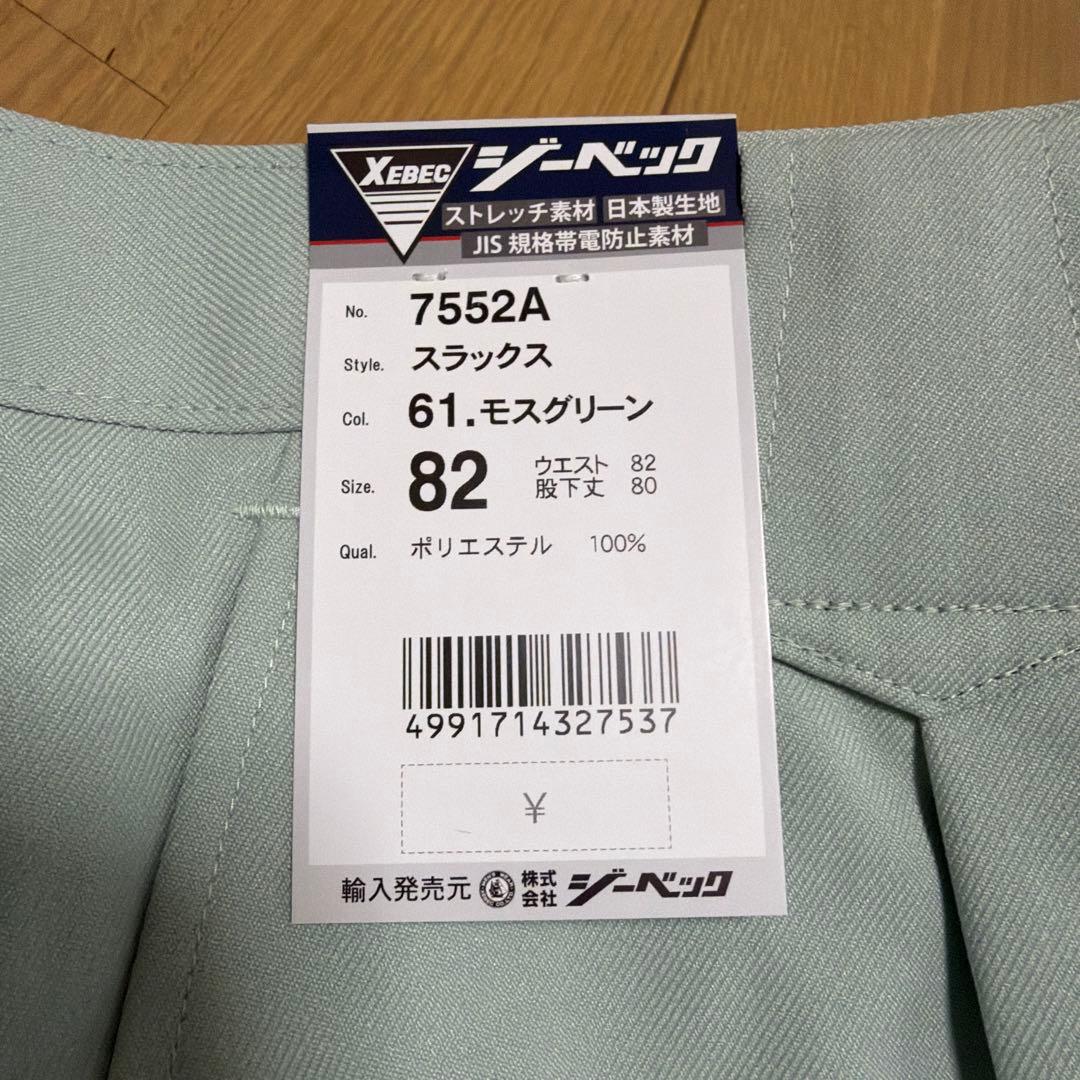 XEBEC ジーベック
ストレッチ素材 日本製生地
JIS 規格帯電防止素材
No. 7552A
Style. スラックス
Col. 61.モスグリーン
Size. 82 ウエスト 82
股下丈 80
Qual. ポリエステル 100%
4991714327537
¥
輸入発売元 株式会社 ジーベック